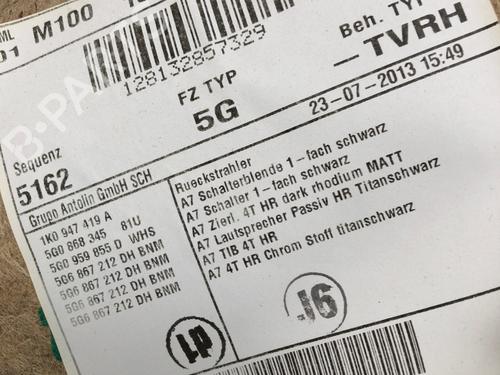 M100
Beh. TYP
TVRH
128132857329
FZ TYP
5G
23-07-2013 15:49
Sequenz
5162
Grupo Antolin GmbH SCH
1K0 947 419 A
5G0 868 345 81U
5G0 959 855 D WHS
5G6 867 212 DH BNM
5G6 867 212 DH BNM
5G6 867 212 DH BNM
5G6 867 212 DH BNM
Rueckstrahler
A7 Schalterblende 1-fach schwarz
A7 Schalter 1-fach schwarz
A7 Zierl. 4T HR dark rhodium MATT
A7 Lautsprecher Passiv HR Titanschwarz
A7 TIB 4T HR
A7 4T HR Chrom Stoff titanschwarz
B-PARTS